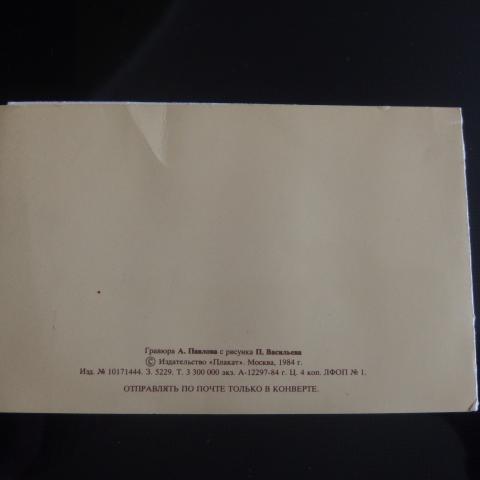 Гравюра А. Павлова с рисунка П. Васильева
© Издательство «Плакат». Москва, 1984 г.
Изд. № 10171444. З. 5229. Т. 3 300 000 экз. А-12297-84 г. Ц. 4 коп. ЛФОП № 1.
ОТПРАВЛЯТЬ ПО ПОЧТЕ ТОЛЬКО В КОНВЕРТЕ.